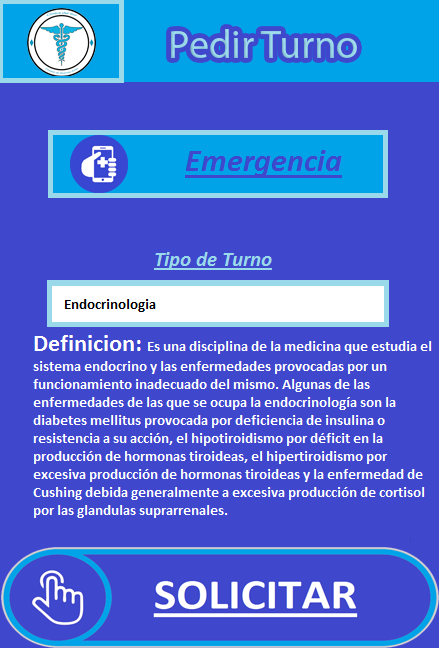 Pedir Turno
Emergencia
Tipo de Turno
Endocrinologia
Definicion: Es una disciplina de la medicina que estudia el
sistema endocrino y las enfermedades provocadas por un
funcionamiento inadecuado del mismo. Algunas de las
enfermedades de las que se ocupa la endocrinología son la
diabetes mellitus provocada por deficiencia de insulina o
resistencia a su acción, el hipotiroidismo por déficit en la
producción de hormonas tiroideas, el hipertiroidismo por
excesiva producción de hormonas tiroideas y la enfermedad de
Cushing debida generalmente a excesiva producción de cortisol
por las glandulas suprarrenales.
SOLICITAR